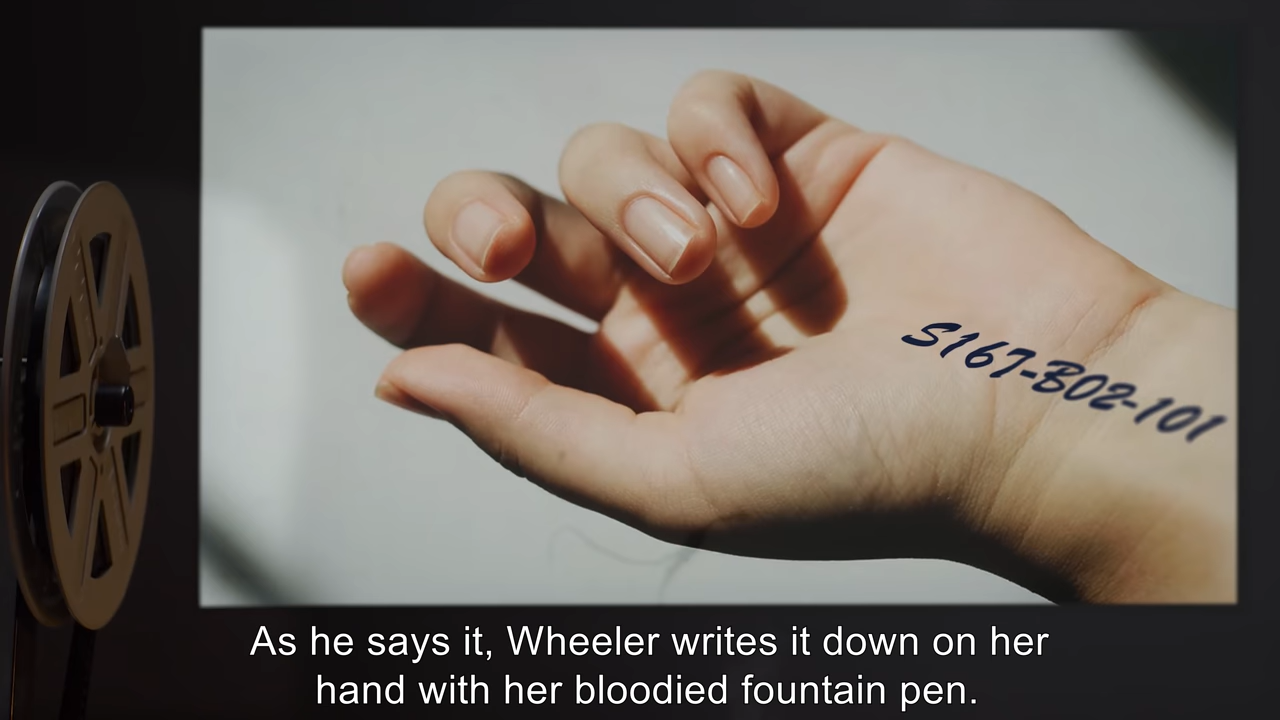 S167-B02-101
As he says it, Wheeler writes it down on her
hand with her bloodied fountain pen.